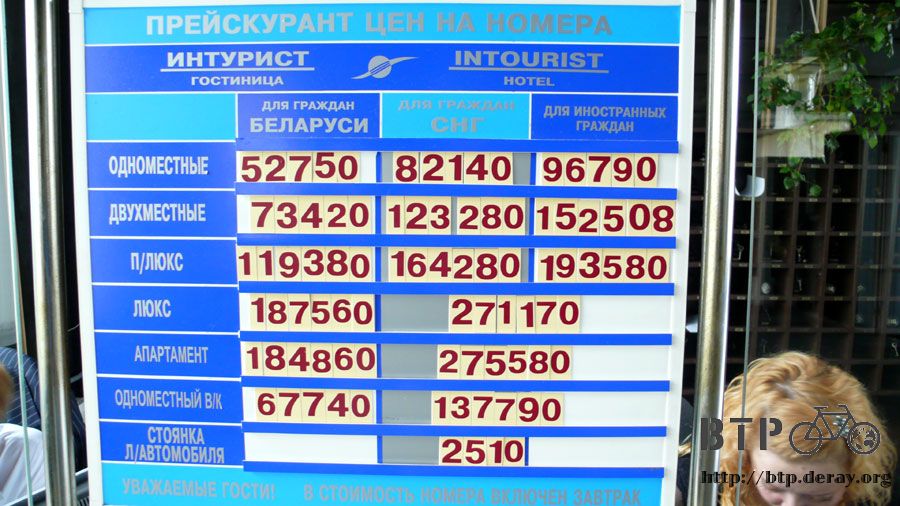 ПРЕЙСКУРАНТ ЦЕН НА НОМЕРА
ИНТУРИСТ INTOURIST
ГОСТИНИЦА HOTEL
ДЛЯ ГРАЖДАН БЕЛАРУСИ
ДЛЯ ГРАЖДАН СНГ
ДЛЯ ИНОСТРАННЫХ ГРАЖДАН
ОДНОМЕСТНЫЕ 52750 82140 96790
ДВУХМЕСТНЫЕ 73420 123 280 152508
П/ЛЮКС 119380 164280 193580
ЛЮКС 187560 271170
АПАРТАМЕНТ 184860 275580
ОДНОМЕСТНЫЙ В/К 67740 137790
СТОЯНКА
Л/АВТОМОБИЛЯ 2510
УВАЖАЕМЫЕ ГОСТИ! В СТОИМОСТЬ НОМЕРА ВКЛЮЧЕН ЗАВТРАК
BTP
http://btp.deray.org